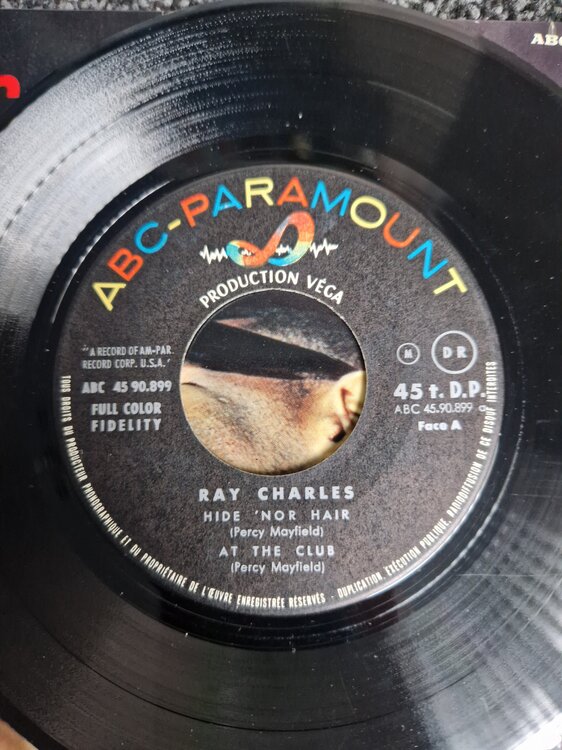 ABC
ABC-PARAMOUNT
PRODUCTION VÉGA
"A RECORD OF AM-PAR.
RECORD CORP. U.S.A."
ABC 45 90.899
FULL COLOR
FIDELITY
M
DR
45 t. D.P.
ABC 45.90.899 a
Face A
RAY CHARLES
HIDE 'NOR HAIR
(Percy Mayfield)
AT THE CLUB
(Percy Mayfield)
TOUS DROITS DU PRODUCTEUR PHONOGRAPHIQUE ET DU PROPRIÉTAIRE DE L'ŒUVRE ENREGISTRÉE RÉSERVÉS - DUPLICATION, EXÉCUTION PUBLIQUE, RADIODIFFUSION DE CE DISQUE INTERDITES